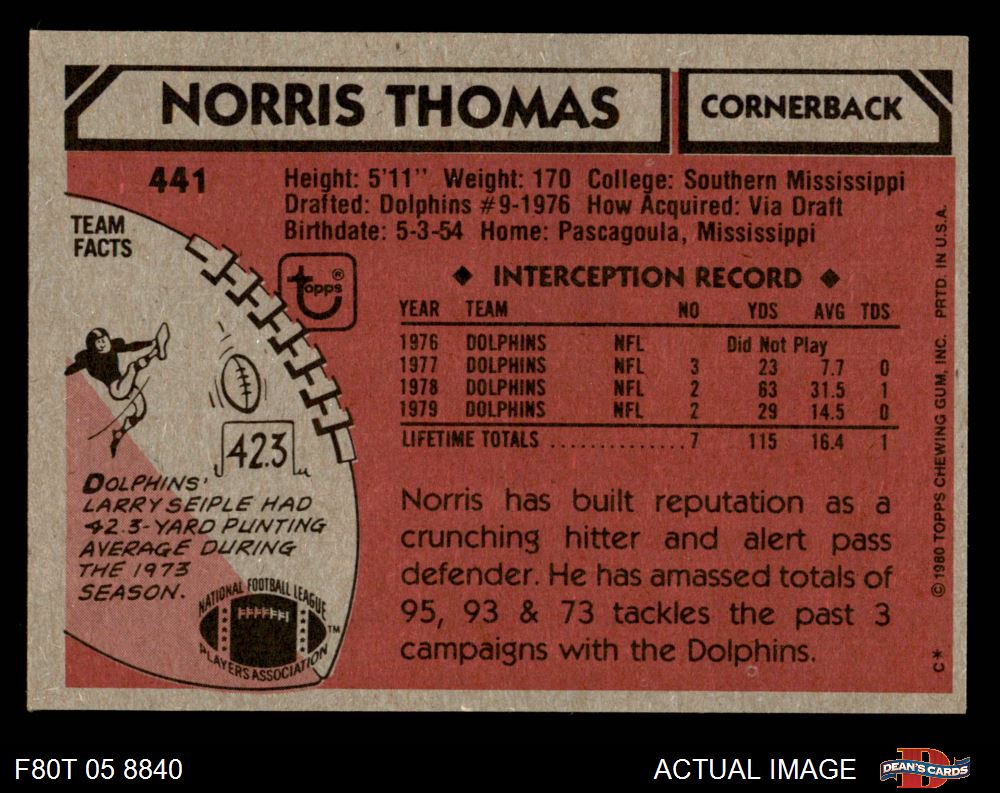 NORRIS THOMAS
CORNERBACK
441
Height: 5'11" Weight: 170 College: Southern Mississippi
Drafted: Dolphins #9-1976 How Acquired: Via Draft
Birthdate: 5-3-54 Home: Pascagoula, Mississippi
TEAM
FACTS
Topps®
◆ INTERCEPTION RECORD ◆
YEAR TEAM NO YDS AVG TDS
1976 DOLPHINS NFL Did Not Play
1977 DOLPHINS NFL 3 23 7.7 0
1978 DOLPHINS NFL 2 63 31.5 1
1979 DOLPHINS NFL 2 29 14.5 0
LIFETIME TOTALS .................. 7 115 16.4 1
42.3
DOLPHINS'
LARRY SEIPLE HAD
42.3-YARD PUNTING
AVERAGE DURING
THE 1973
SEASON.
NATIONAL FOOTBALL LEAGUE
PLAYERS ASSOCIATION
TM
Norris has built reputation as a
crunching hitter and alert pass
defender. He has amassed totals of
95, 93 & 73 tackles the past 3
campaigns with the Dolphins.
C* © 1980 TOPPS CHEWING GUM, INC. PRTD. IN U.S.A.
F80T 05 8840
ACTUAL IMAGE
DEAN'S CARDS